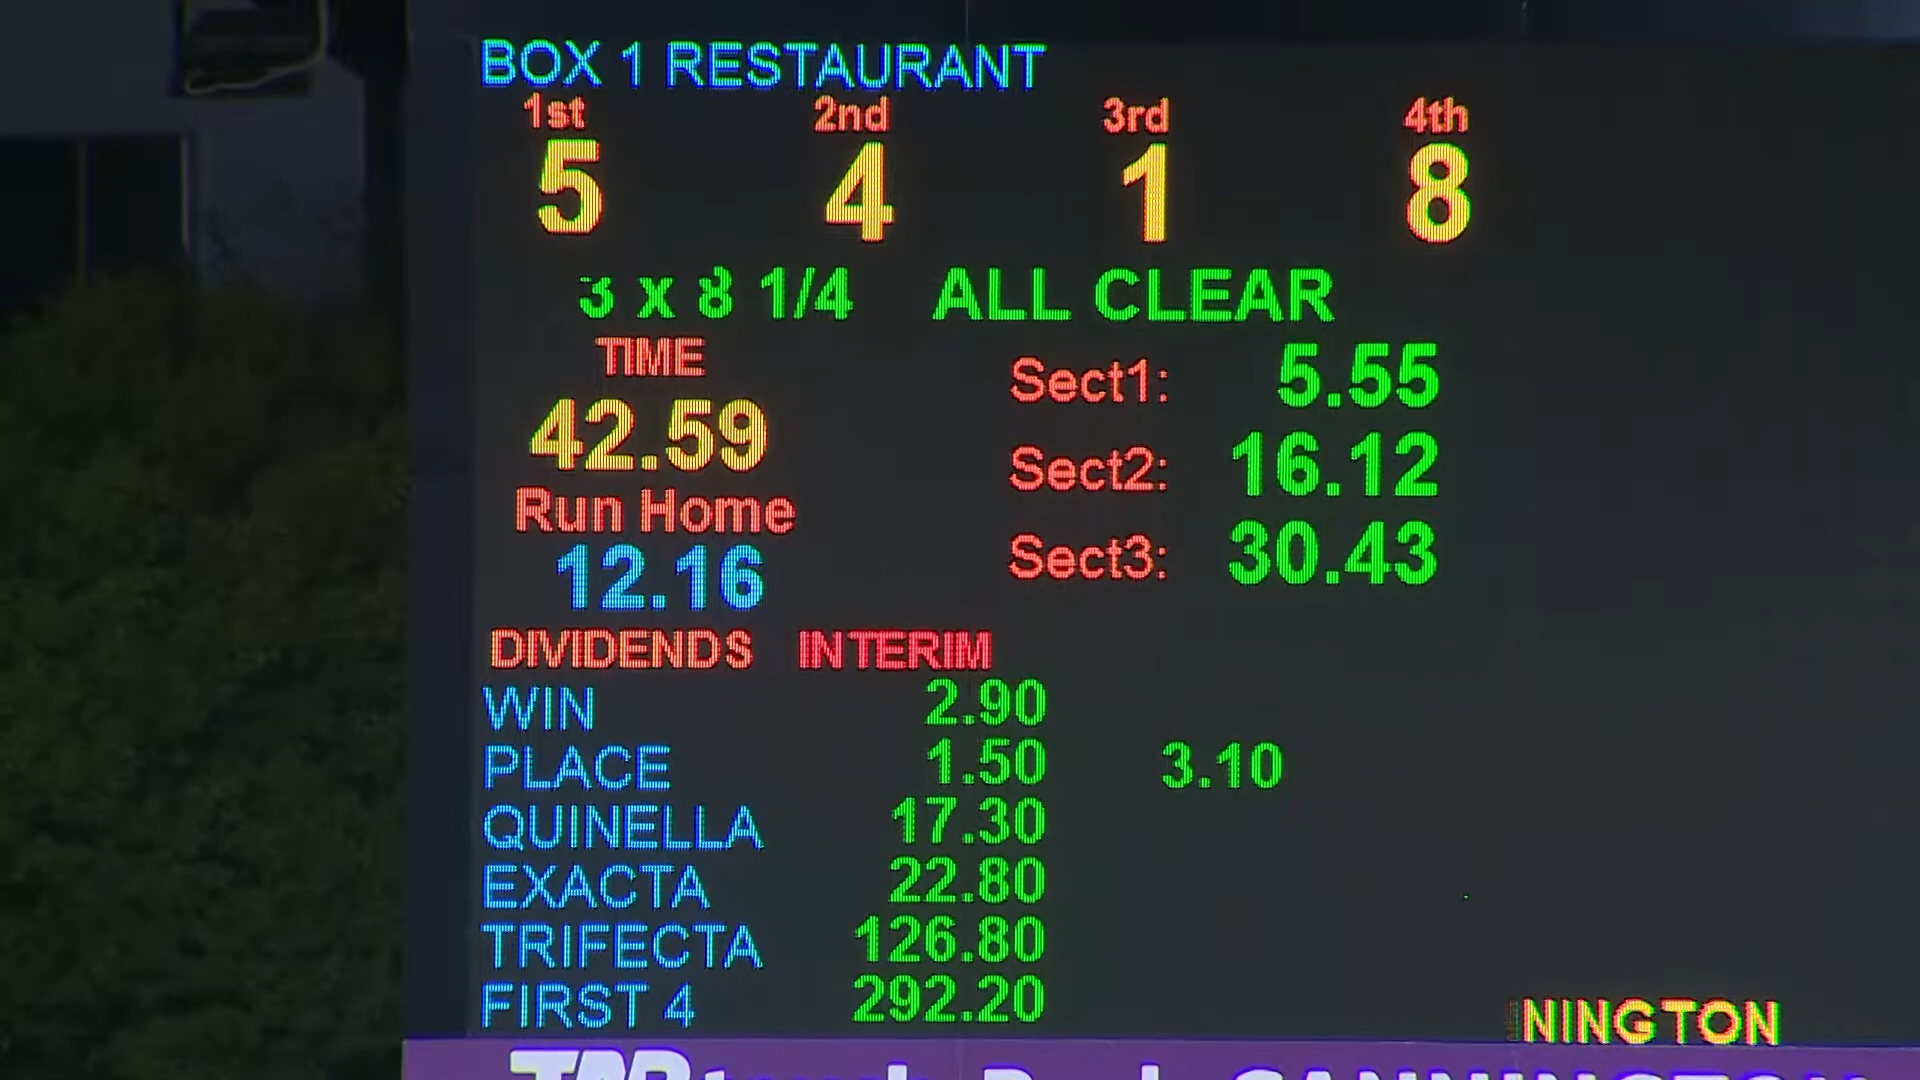 BOX 1 RESTAURANT
1st 2nd 3rd 4th
5 4 1 8
3 x 8 1/4 ALL CLEAR
TIME
42.59
Run Home
12.16
Sect1: 5.55
Sect2: 16.12
Sect3: 30.43
DIVIDENDS INTERIM
WIN 2.90
PLACE 1.50 3.10
QUINELLA 17.30
EXACTA 22.80
TRIFECTA 126.80
FIRST 4 292.20
NINGTON